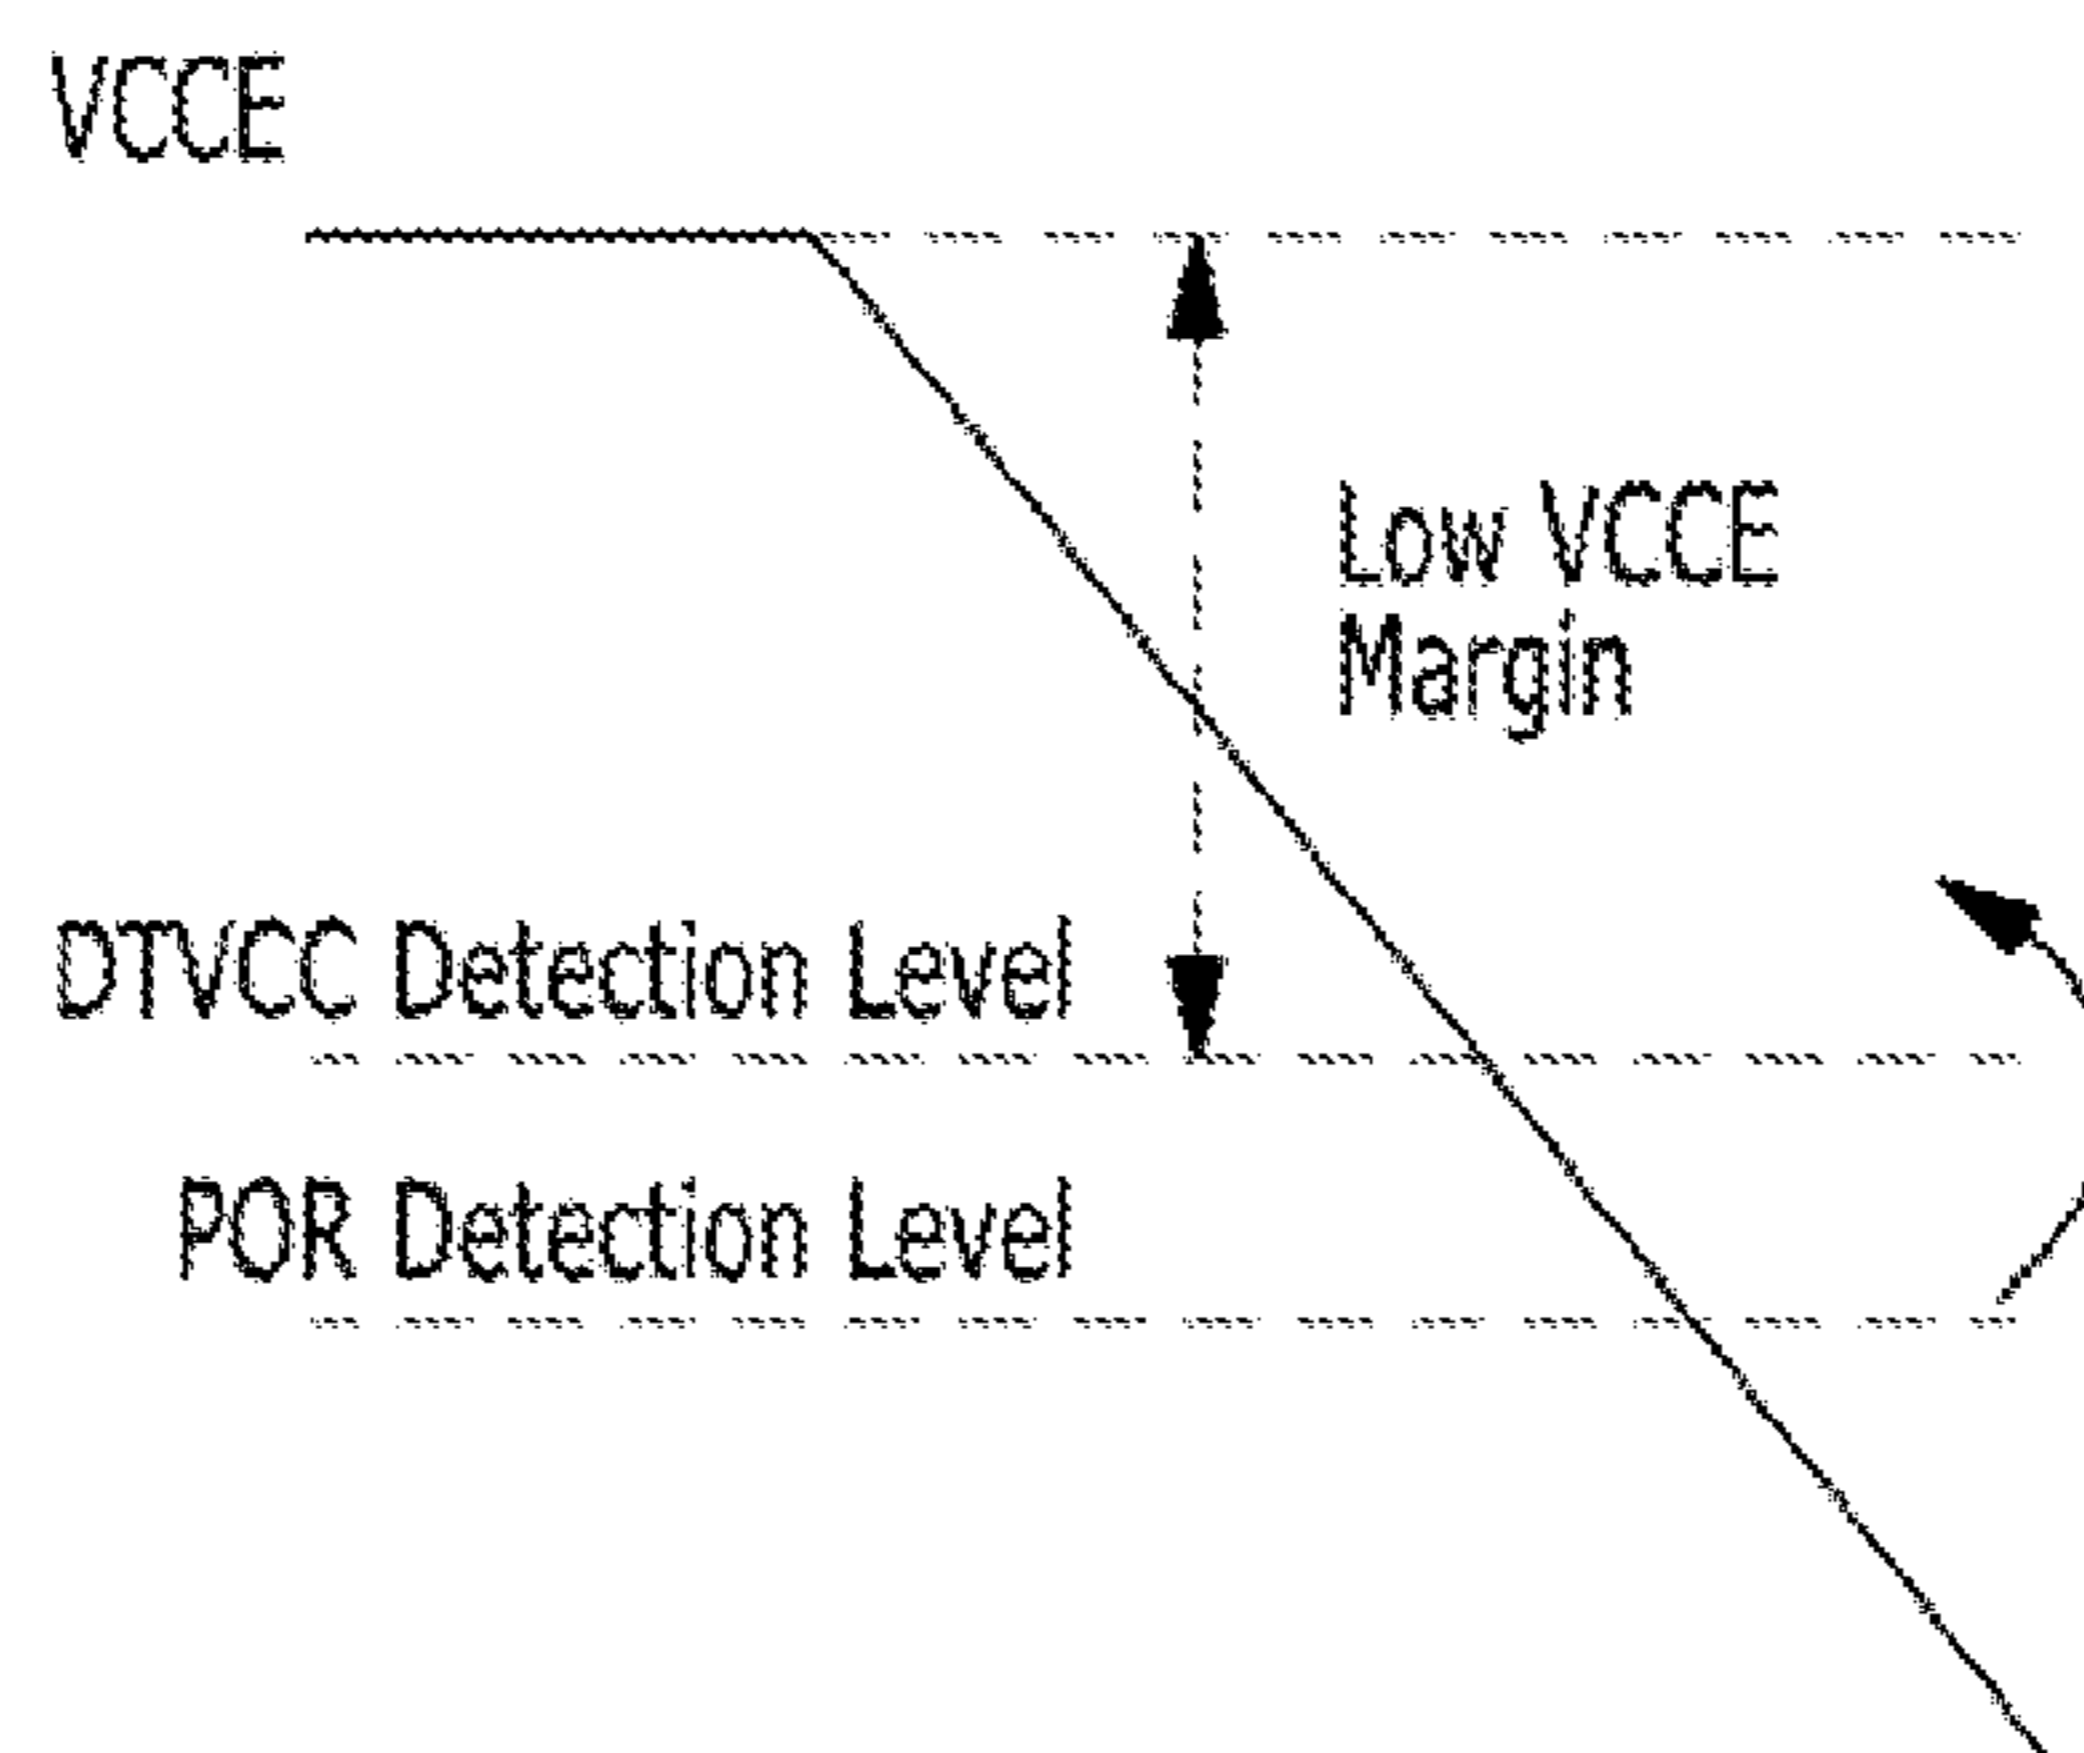 VCCE
Low VCCE
Margin
DTVCC Detection Level
POR Detection Level